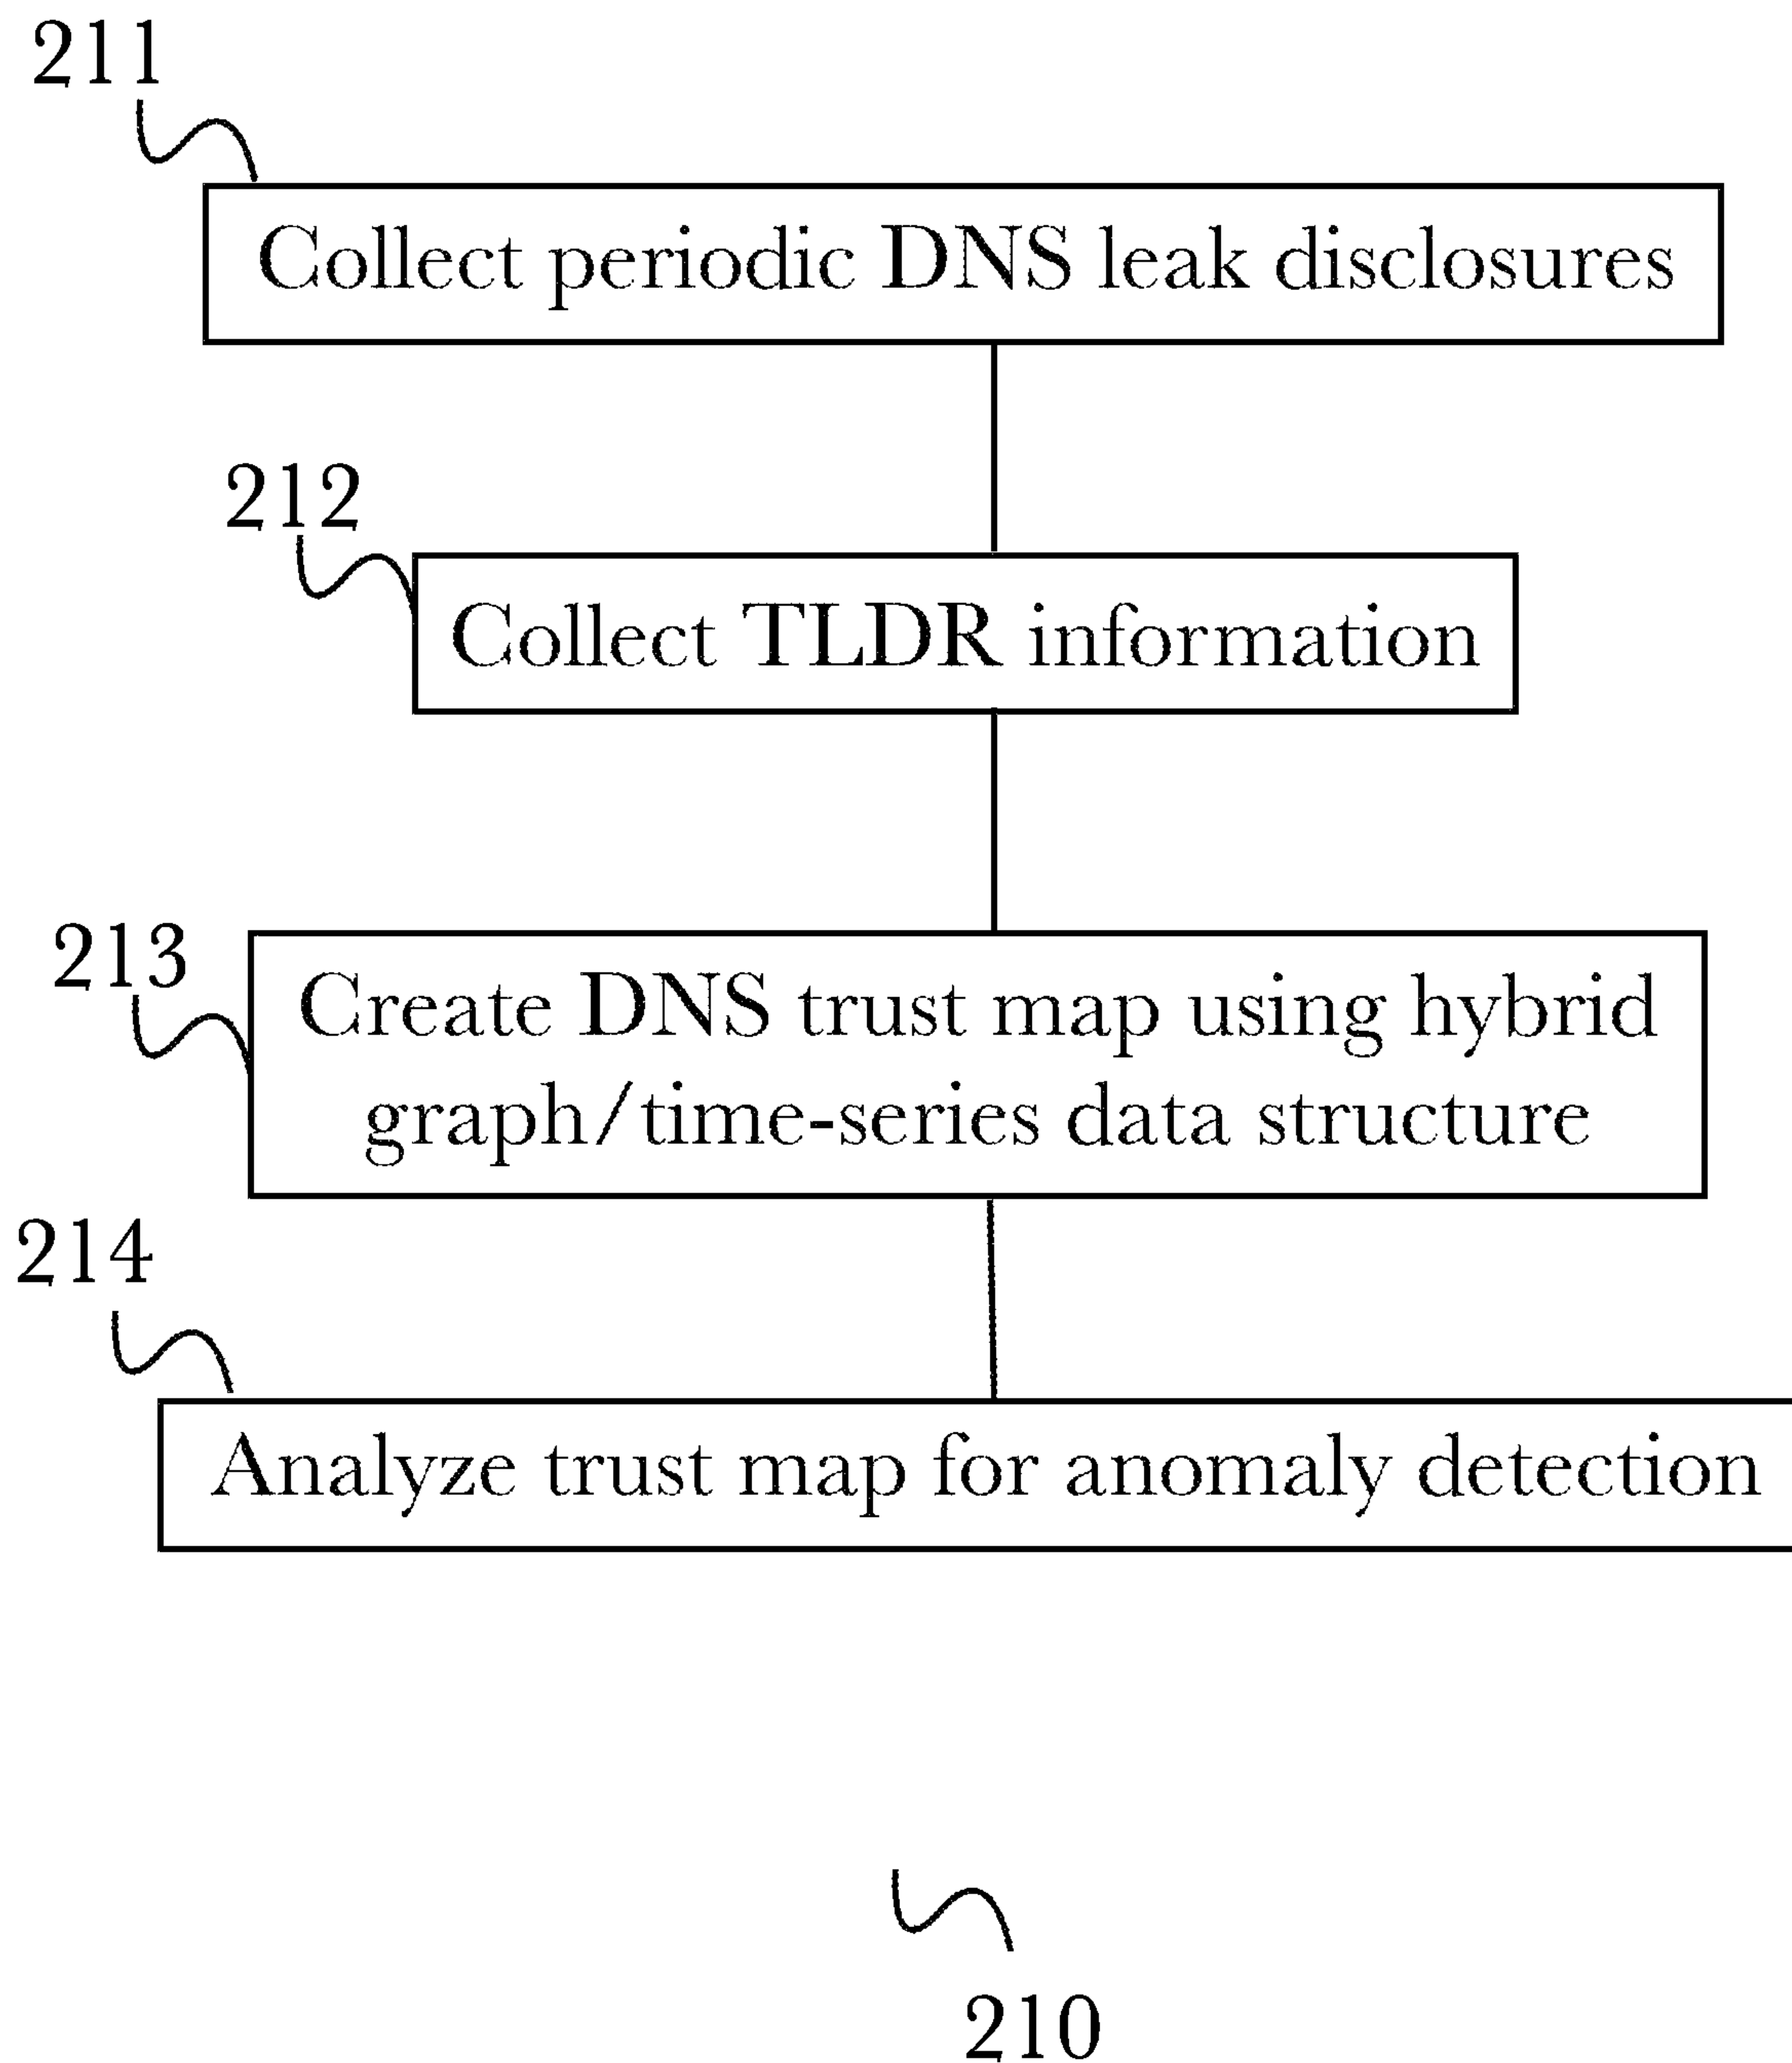 211
Collect periodic DNS leak disclosures
212
Collect TLDR information
213
Create DNS trust map using hybrid
graph/time-series data structure
214
Analyze trust map for anomaly detection
210